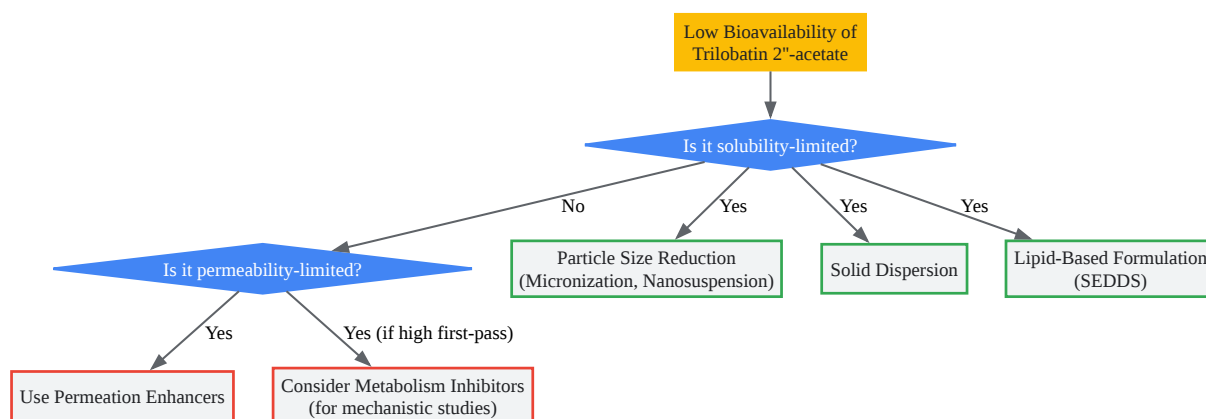 Low Bioavailability of
Trilobatin 2"-acetate
Is it solubility-limited?
No
Yes
Yes
Yes
Is it permeability-limited?
Particle Size Reduction
(Micronization, Nanosuspension)
Solid Dispersion
Lipid-Based Formulation
(SEDDS)
Yes
Yes (if high first-pass)
Use Permeation Enhancers
Consider Metabolism Inhibitors
(for mechanistic studies)